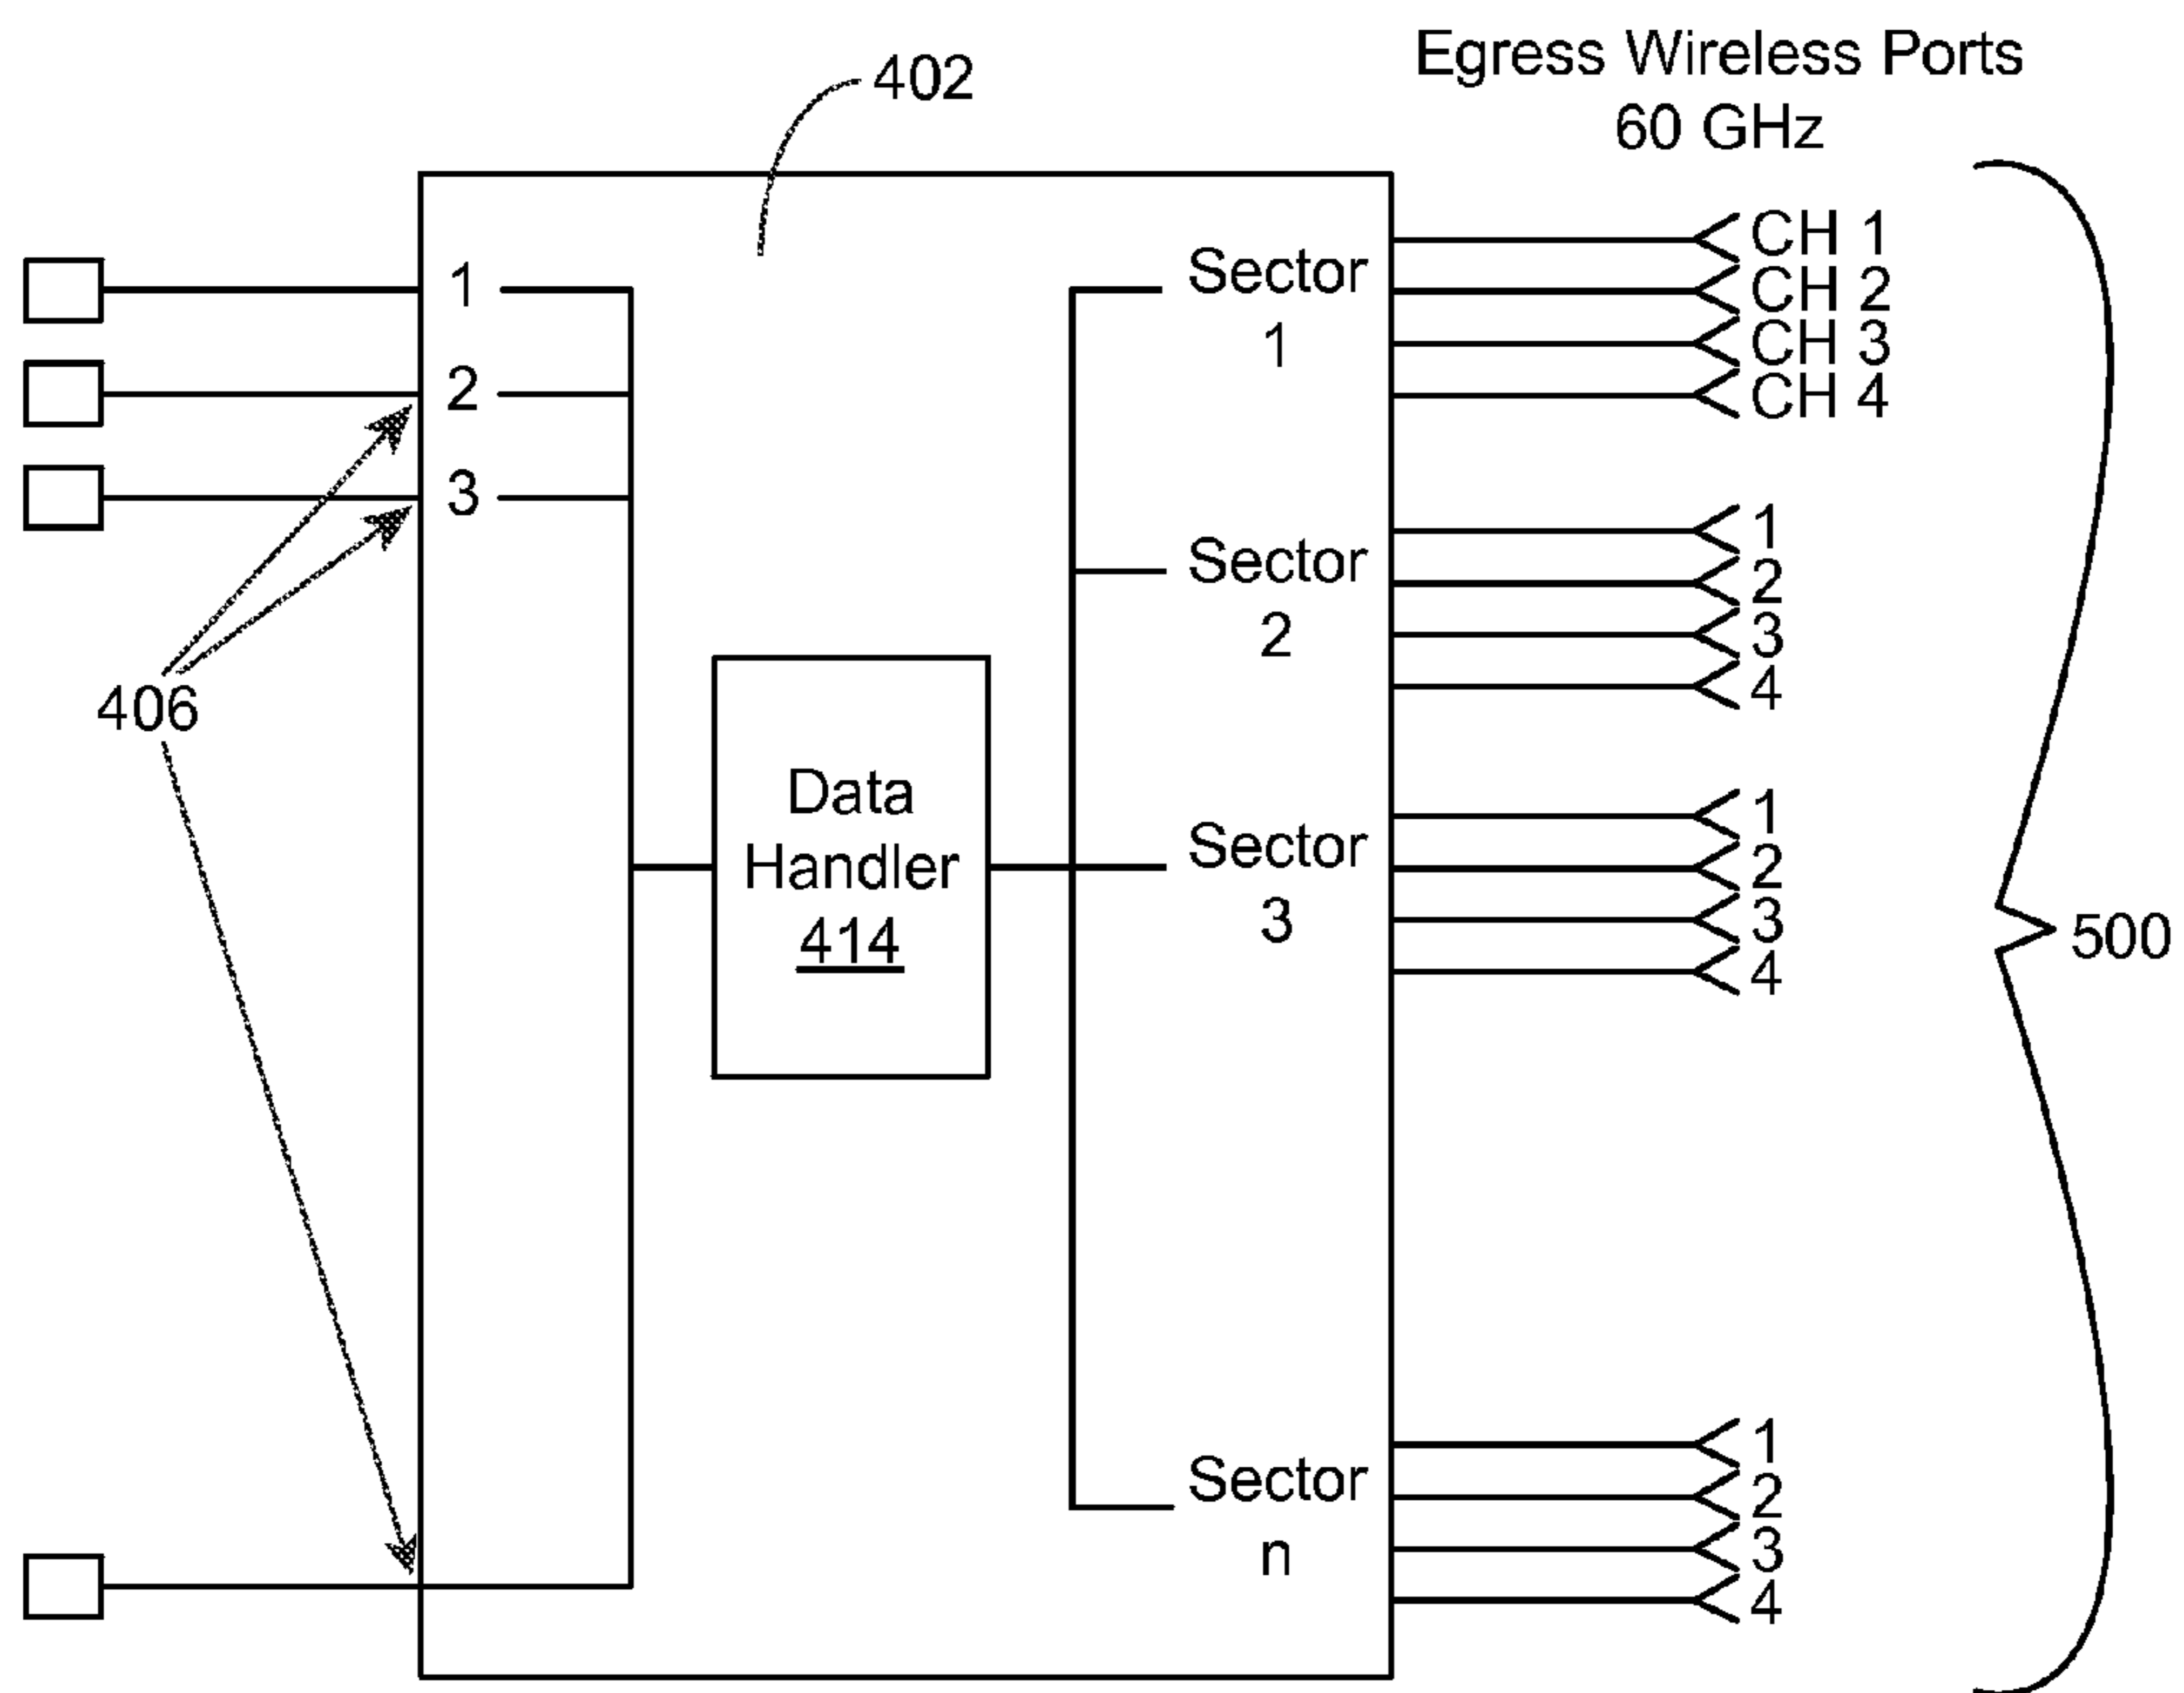 Egress Wireless Ports
60 GHz
402
1
2
3
406
Data
Handler
414
Sector
1
CH 1
CH 2
CH 3
CH 4
Sector
2
1
2
3
4
Sector
3
1
2
3
4
Sector
n
1
2
3
4
500